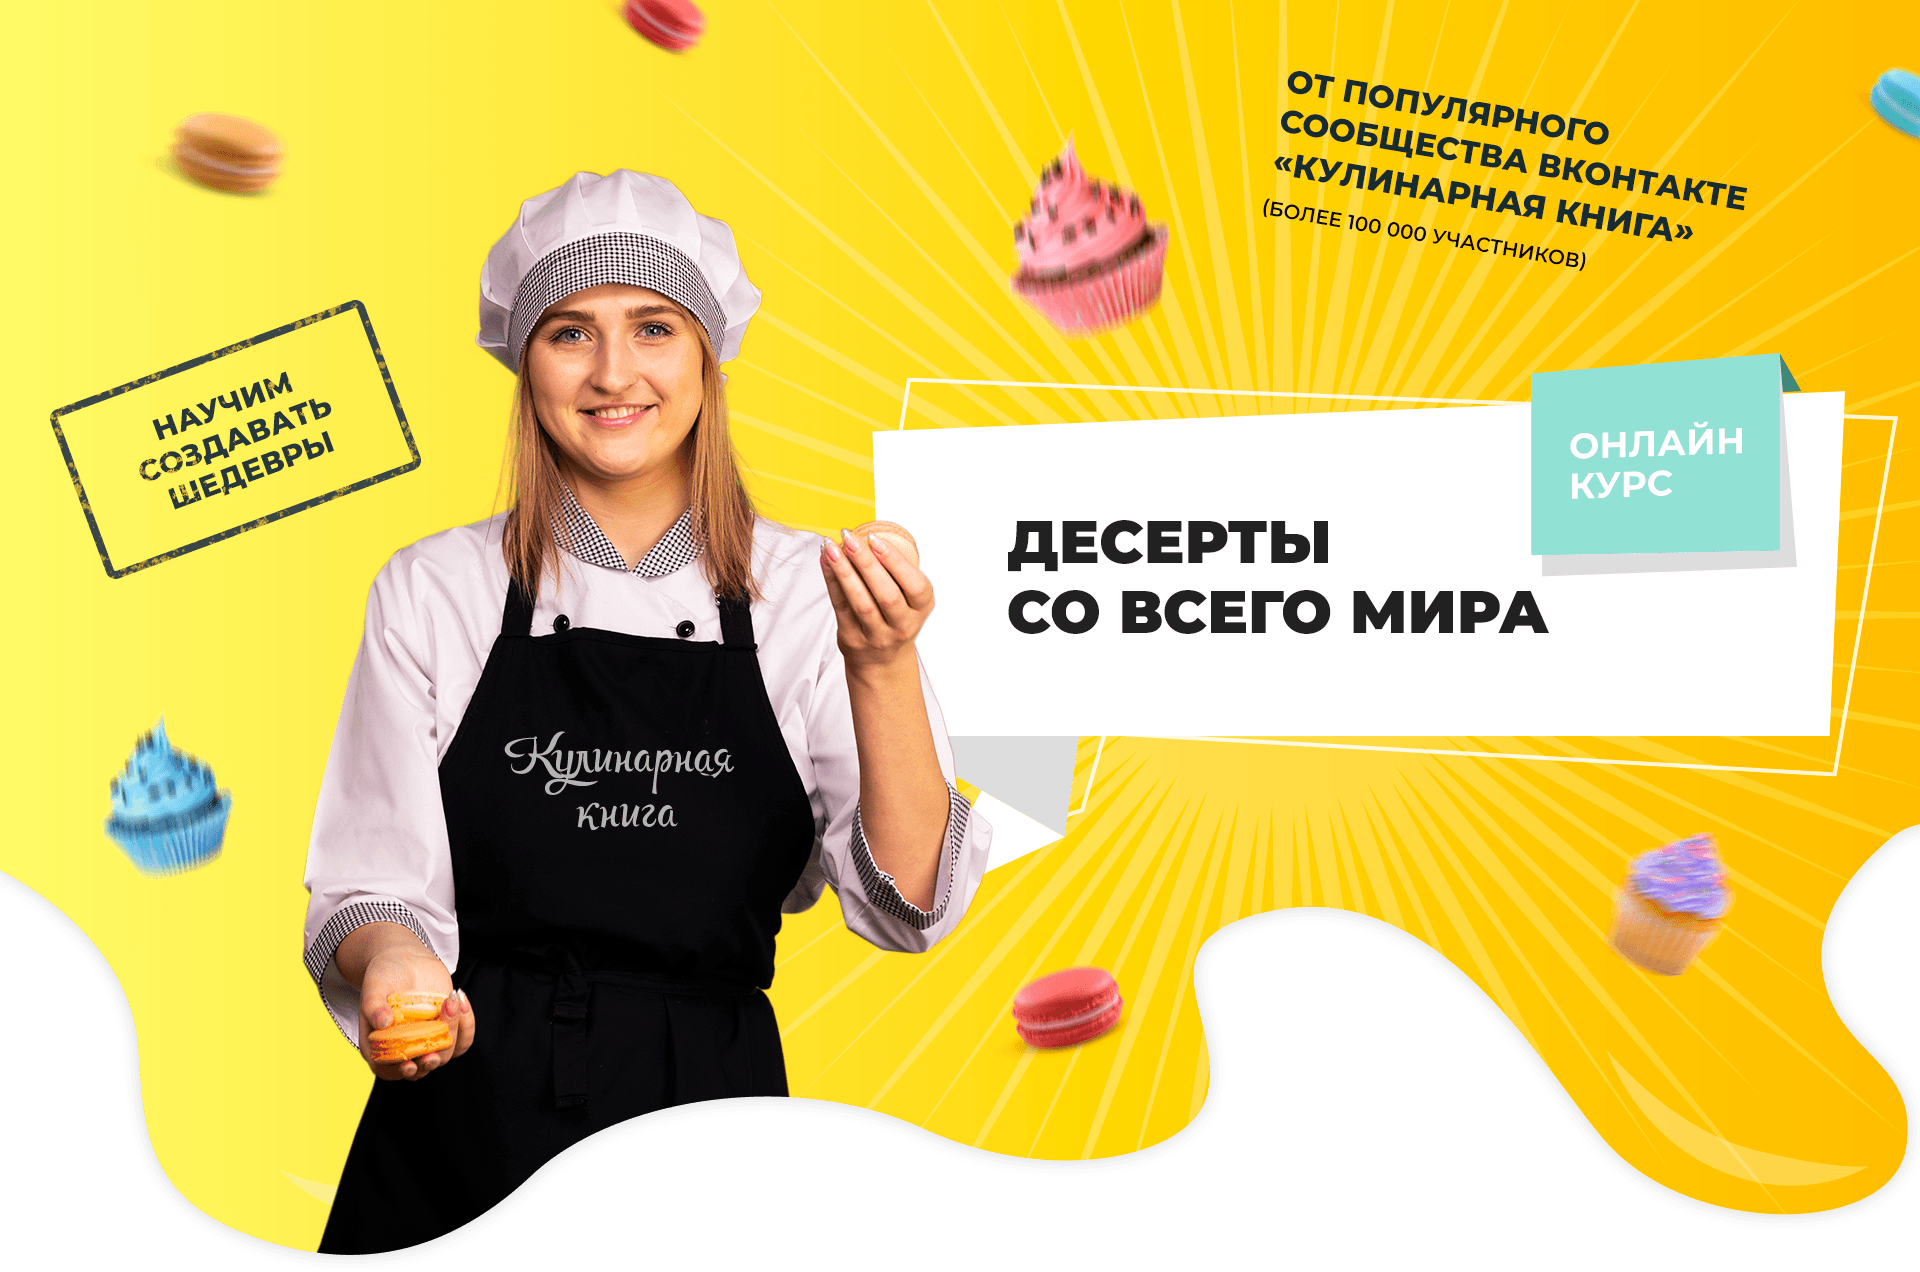 ОТ ПОПУЛЯРНОГО
СООБЩЕСТВА ВКОНТАКТЕ
«КУЛИНАРНАЯ КНИГА»
(БОЛЕЕ 100 000 УЧАСТНИКОВ)
НАУЧИМ
СОЗДАВАТЬ
ШЕДЕВРЫ
ОНЛАЙН
КУРС
ДЕСЕРТЫ
СО ВСЕГО МИРА
Кулинарная
книга